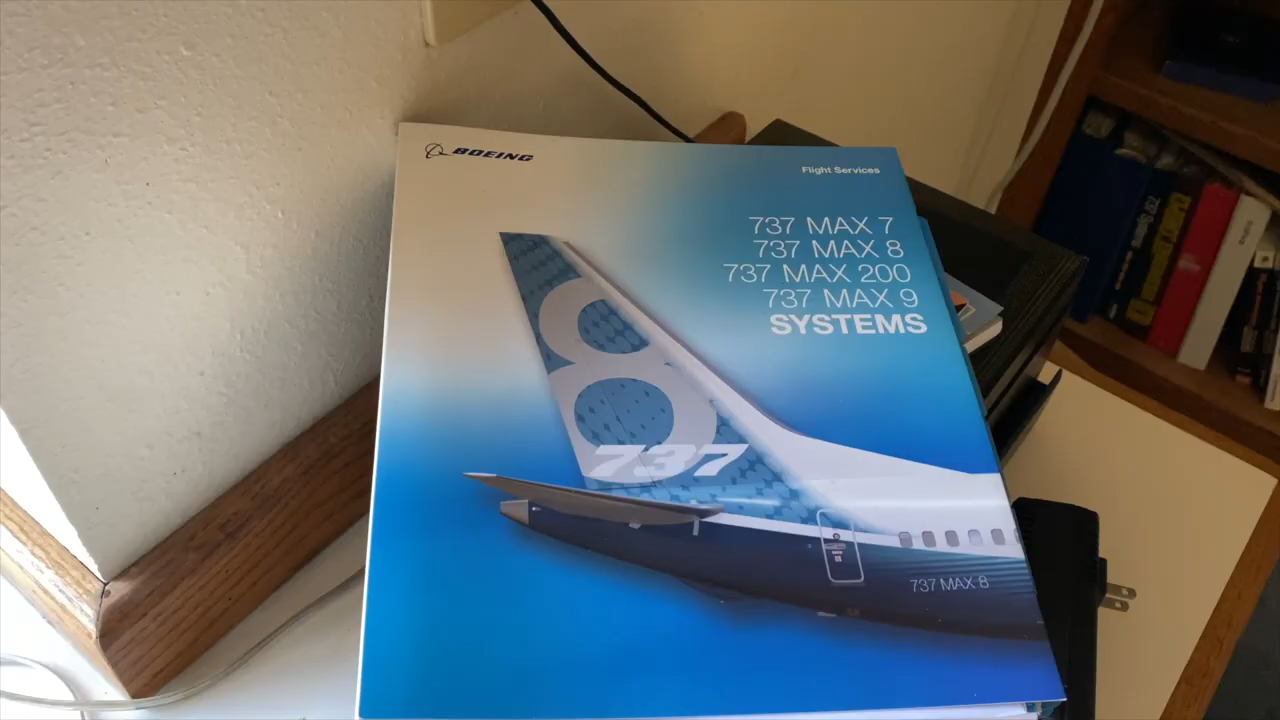 BOEING
Flight Services
737 MAX 7
737 MAX 8
737 MAX 200
737 MAX 9
SYSTEMS
8
737
737 MAX 8